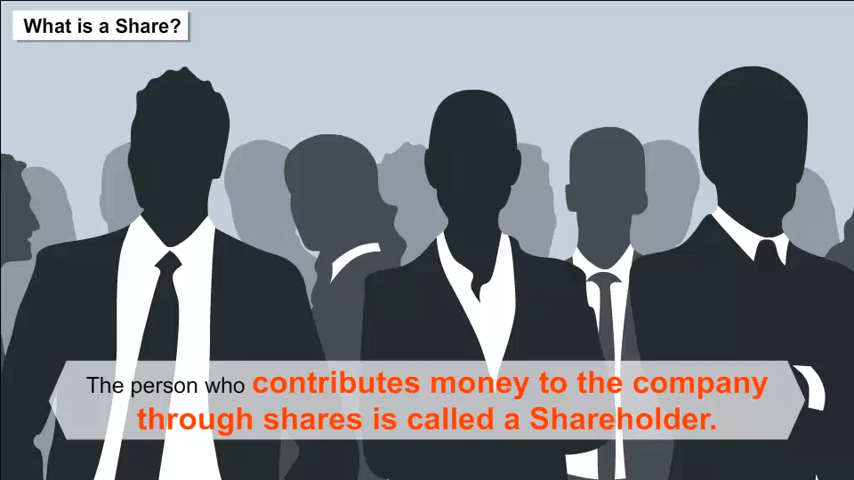 What is a Share?
The person who contributes money to the company
through shares is called a Shareholder.